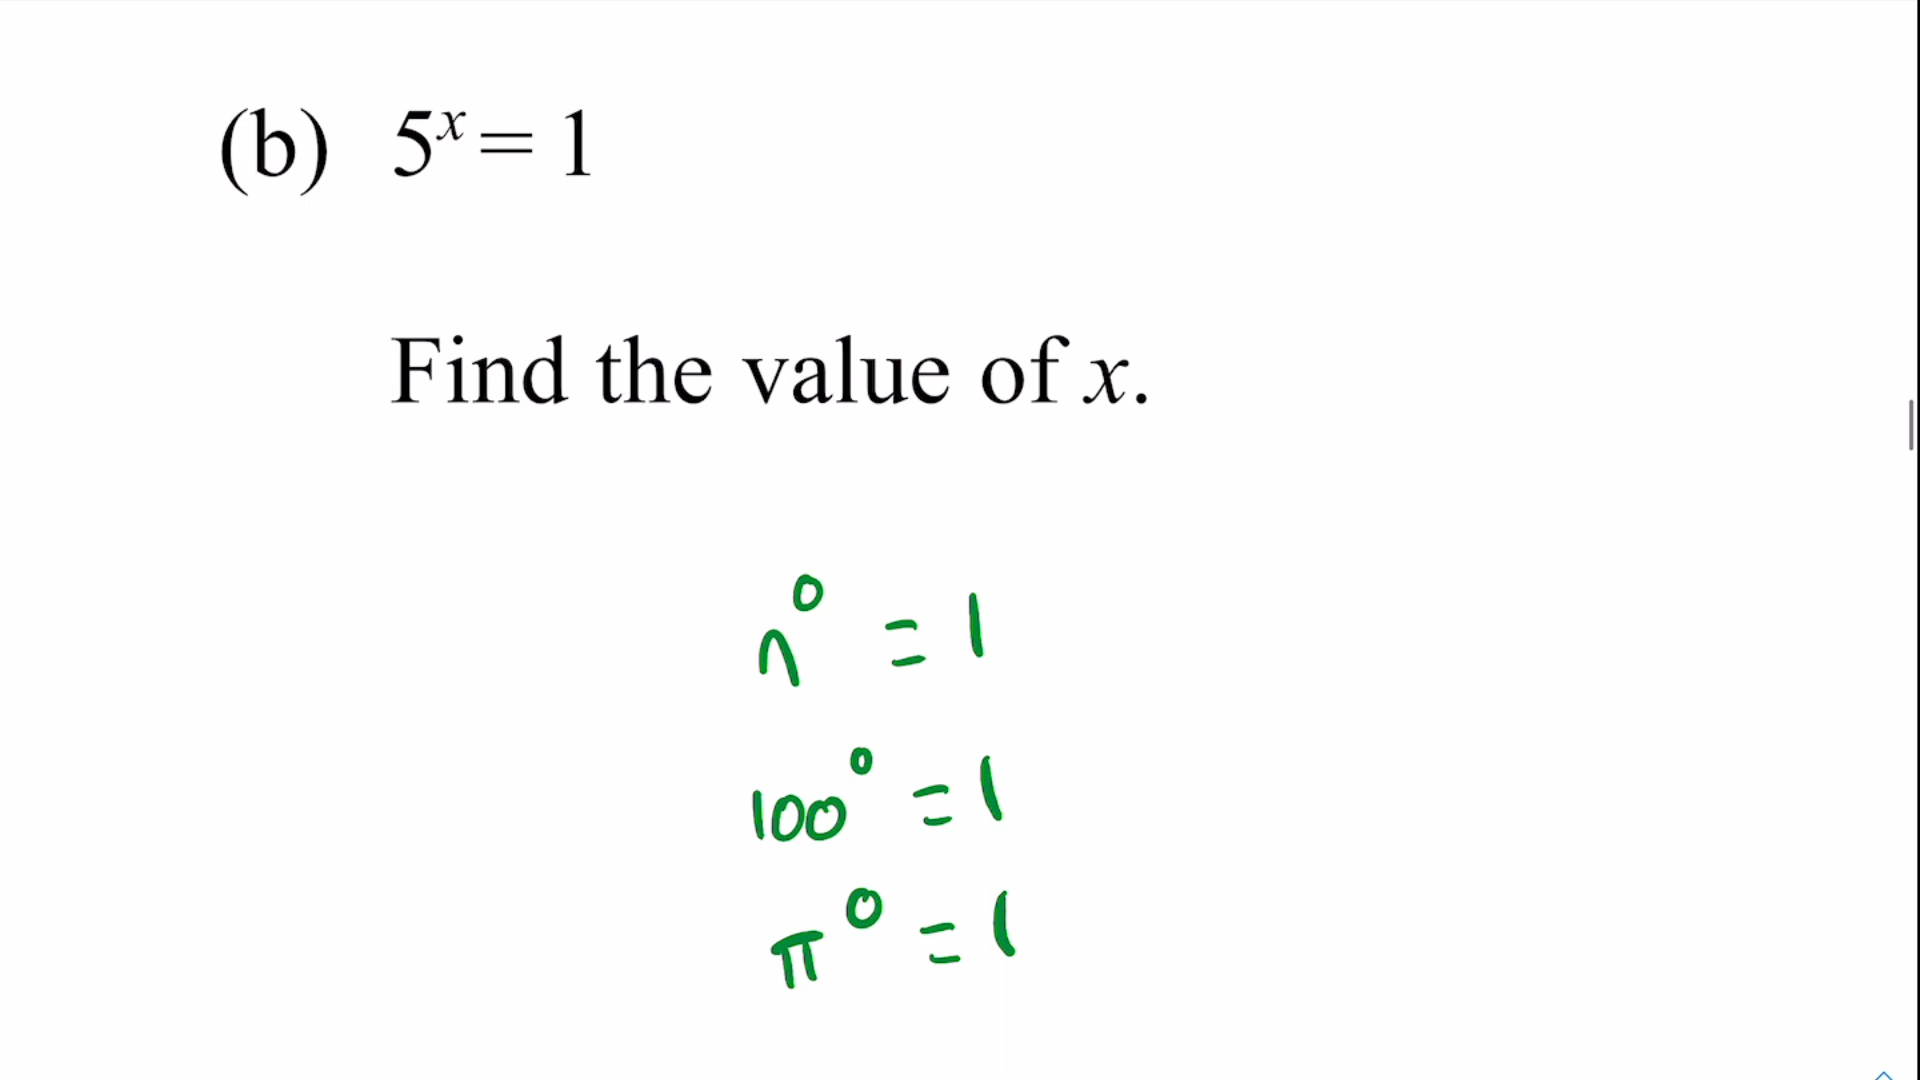 (b) 5ˣ = 1
Find the value of x.
n⁰ = 1
100⁰ = 1
π⁰ = 1